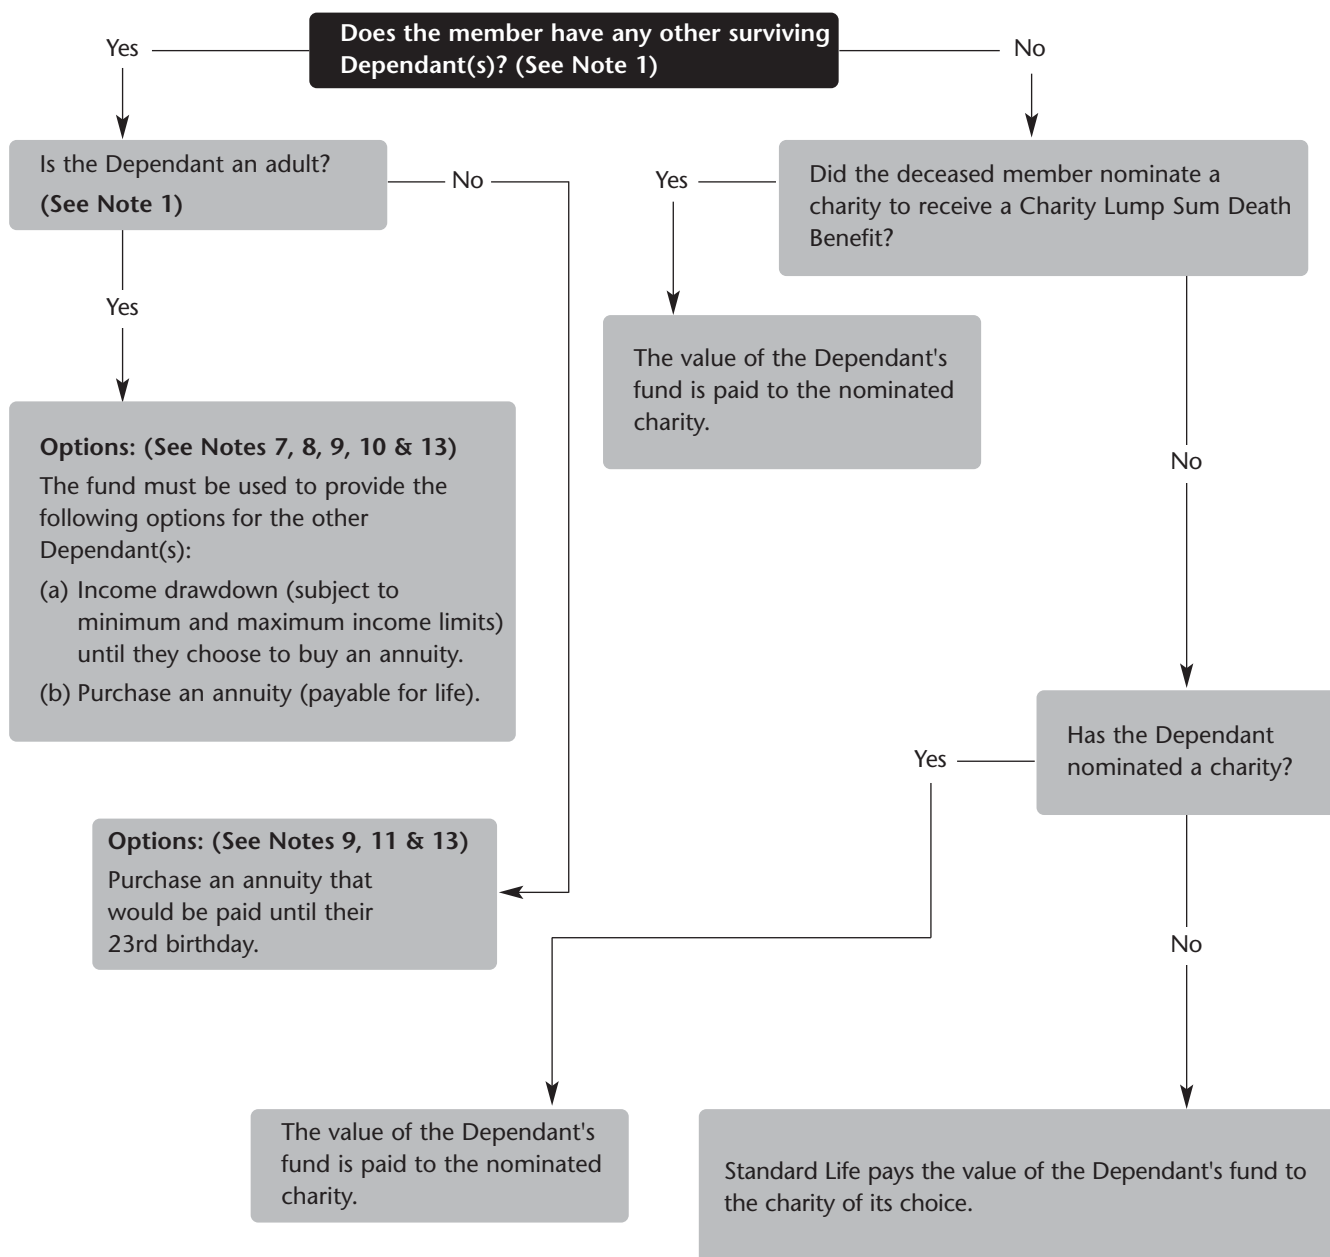 Does the member have any other surviving
Dependant(s)? (See Note 1)
Yes
No
Is the Dependant an adult?
(See Note 1)
No
Yes
Did the deceased member nominate a
charity to receive a Charity Lump Sum Death
Benefit?
Yes
The value of the Dependant's
fund is paid to the nominated
charity.
No
Options: (See Notes 7, 8, 9, 10 & 13)
The fund must be used to provide the
following options for the other
Dependant(s):
(a) Income drawdown (subject to
minimum and maximum income limits)
until they choose to buy an annuity.
(b) Purchase an annuity (payable for life).
Has the Dependant
nominated a charity?
Yes
Options: (See Notes 9, 11 & 13)
Purchase an annuity that
would be paid until their
23rd birthday.
No
The value of the Dependant's
fund is paid to the nominated
charity.
Standard Life pays the value of the Dependant's fund to
the charity of its choice.